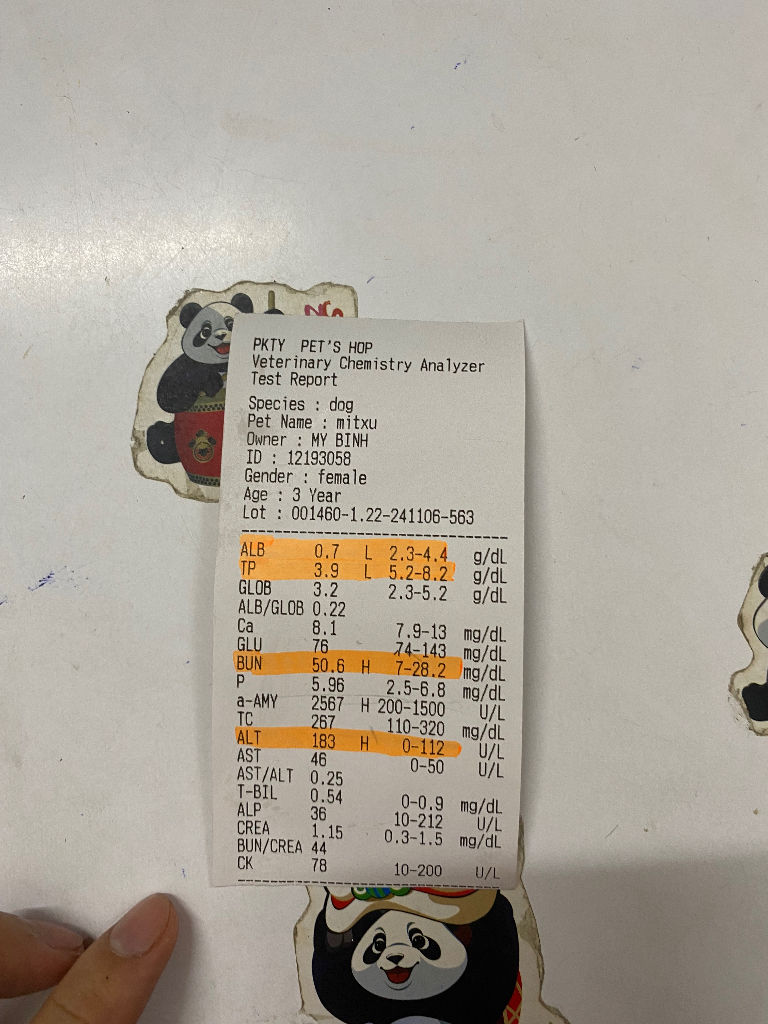 PKTY PET'S HOP
Veterinary Chemistry Analyzer
Test Report
Species : dog
Pet Name : mitxu
Owner : MY BINH
ID : 12193058
Gender : female
Age : 3 Year
Lot : 001460-1.22-241106-563
ALB 0.7 L 2.3-4.4 g/dL
TP 3.9 L 5.2-8.2 g/dL
GLOB 3.2 2.3-5.2 g/dL
ALB/GLOB 0.22
Ca 8.1 7.9-13 mg/dL
GLU 76 74-143 mg/dL
BUN 50.6 H 7-28.2 mg/dL
P 5.96 2.5-6.8 mg/dL
a-AMY 2567 H 200-1500 U/L
TC 267 110-320 mg/dL
ALT 183 H 0-112 U/L
AST 46 0-50 U/L
AST/ALT 0.25
T-BIL 0.54 0-0.9 mg/dL
ALP 36 10-212 U/L
CREA 1.15 0.3-1.5 mg/dL
BUN/CREA 44
CK 78 10-200 U/L